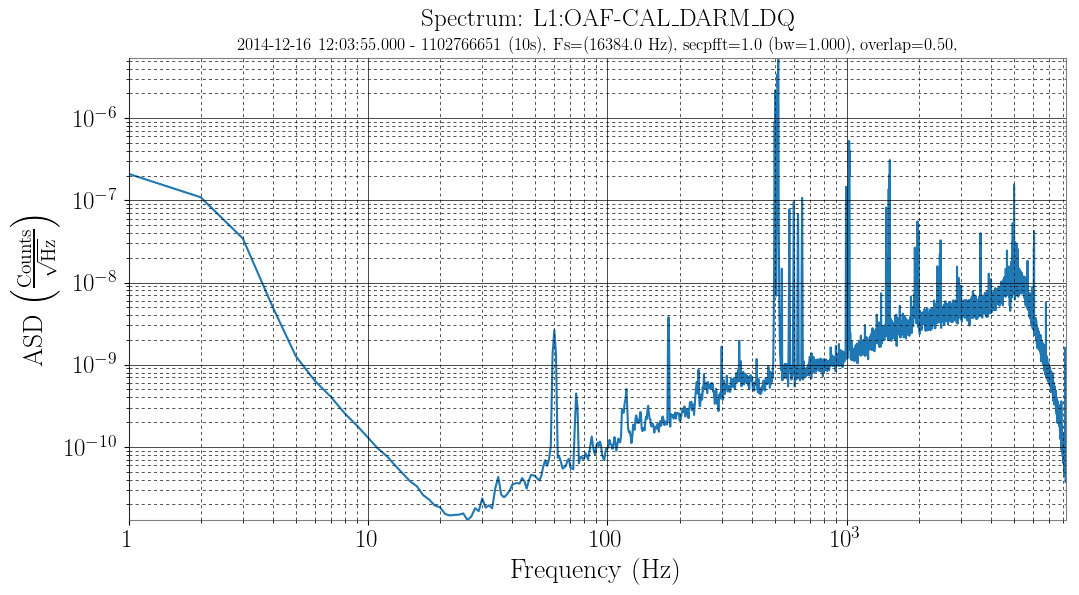 Spectrum: L1:OAF-CAL_DARM_DQ
2014-12-16 12:03:55.000 - 1102766651 (10s), Fs=(16384.0 Hz), secpfft=1.0 (bw=1.000), overlap=0.50,
ASD (Counts/√Hz)
10⁻⁶
10⁻⁷
10⁻⁸
10⁻⁹
10⁻¹⁰
1 10 100 10³
Frequency (Hz)